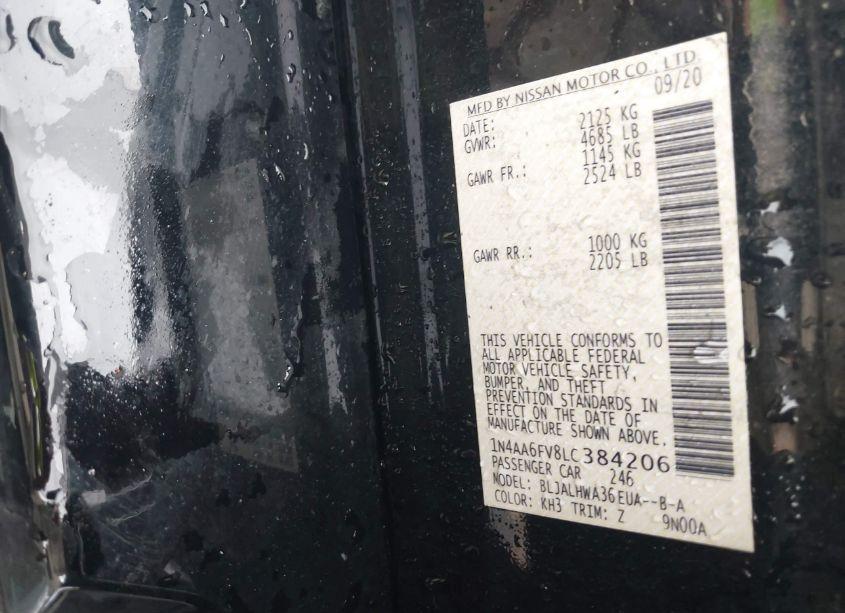 MFD BY NISSAN MOTOR CO., LTD.
DATE: 09/20
GVWR: 2125 KG
4685 LB
GAWR FR.: 1145 KG
2524 LB
GAWR RR.: 1000 KG
2205 LB
THIS VEHICLE CONFORMS TO
ALL APPLICABLE FEDERAL
MOTOR VEHICLE SAFETY,
BUMPER, AND THEFT
PREVENTION STANDARDS IN
EFFECT ON THE DATE OF
MANUFACTURE SHOWN ABOVE.
1N4AA6FV8LC384206
PASSENGER CAR 246
MODEL: BLJALHWA36EUA--B-A
COLOR: KH3 TRIM: Z 9N00A